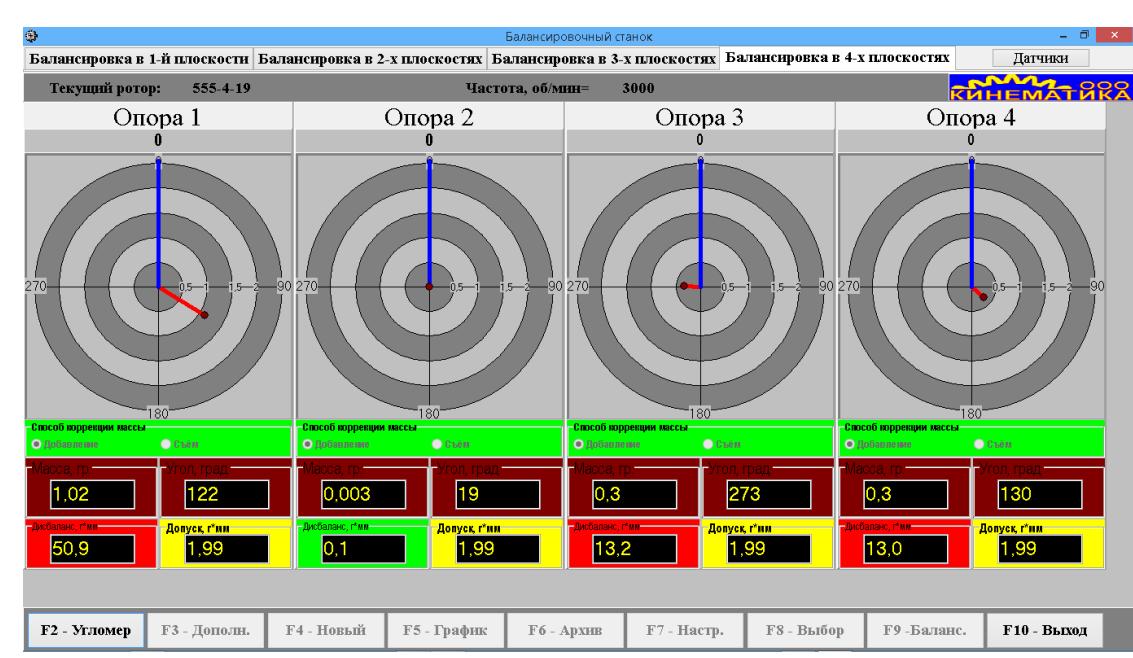 Балансировочный станок
Балансировка в 1-й плоскости Балансировка в 2-х плоскостях Балансировка в 3-х плоскостях Балансировка в 4-х плоскостях Датчики
Текущий ротор: 555-4-19 Частота, об/мин= 3000 ООО КИНЕМАТИКА
Опора 1 Опора 2 Опора 3 Опора 4
0 0 0 0
0 0 0 0
270 0,5 1 1,5 2 90 270 0,5 1 1,5 2 90 270 0,5 1 1,5 2 90 270 0,5 1 1,5 2 90
180 180 180 180
Способ коррекции массы Способ коррекции массы Способ коррекции массы Способ коррекции массы
Добавление Съём Добавление Съём Добавление Съём Добавление Съём
Масса, гр Угол, град Масса, гр Угол, град Масса, гр Угол, град Масса, гр Угол, град
1,02 122 0,003 19 0,3 273 0,3 130
Дисбаланс, г*мм Допуск, г*мм Дисбаланс, г*мм Допуск, г*мм Дисбаланс, г*мм Допуск, г*мм Дисбаланс, г*мм Допуск, г*мм
50,9 1,99 0,1 1,99 13,2 1,99 13,0 1,99
F2 - Угломер F3 - Дополн. F4 - Новый F5 - График F6 - Архив F7 - Настр. F8 - Выбор F9 -Баланс. F10 - Выход